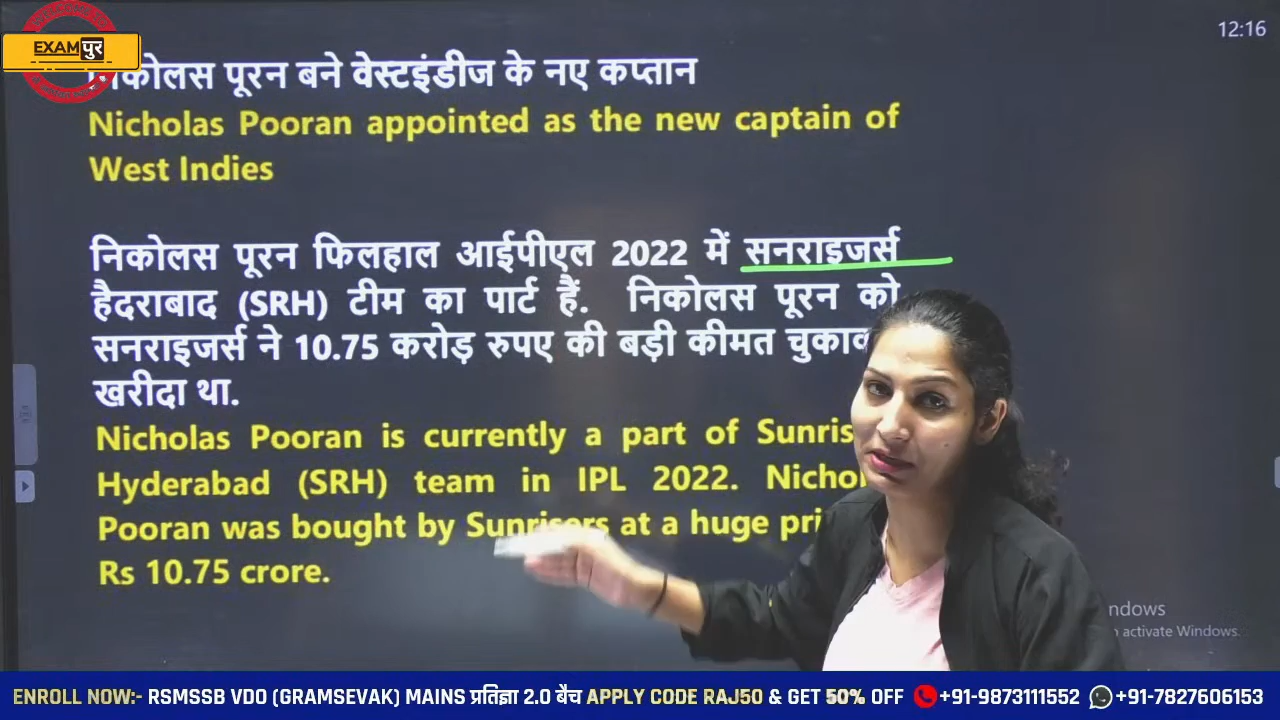 EXAMपुर
12:16
निकोलस पूरन बने वेस्टइंडीज के नए कप्तान
Nicholas Pooran appointed as the new captain of
West Indies
निकोलस पूरन फिलहाल आईपीएल 2022 में सनराइजर्स
हैदराबाद (SRH) टीम का पार्ट हैं. निकोलस पूरन को
सनराइजर्स ने 10.75 करोड़ रुपए की बड़ी कीमत
खरीदा था.
Nicholas Pooran is currently a part of
Hyderabad (SRH) team in IPL 2022.
Pooran was bought by Sunrisers at a huge
Rs 10.75 crore.
activate Windows.
ENROLL NOW:- RSMSSB VDO (GRAMSEVAK) MAINS प्रतिज्ञा 2.0 बैच APPLY CODE RAJ50 & GET 50% OFF +91-9873111552 +91-7827606153